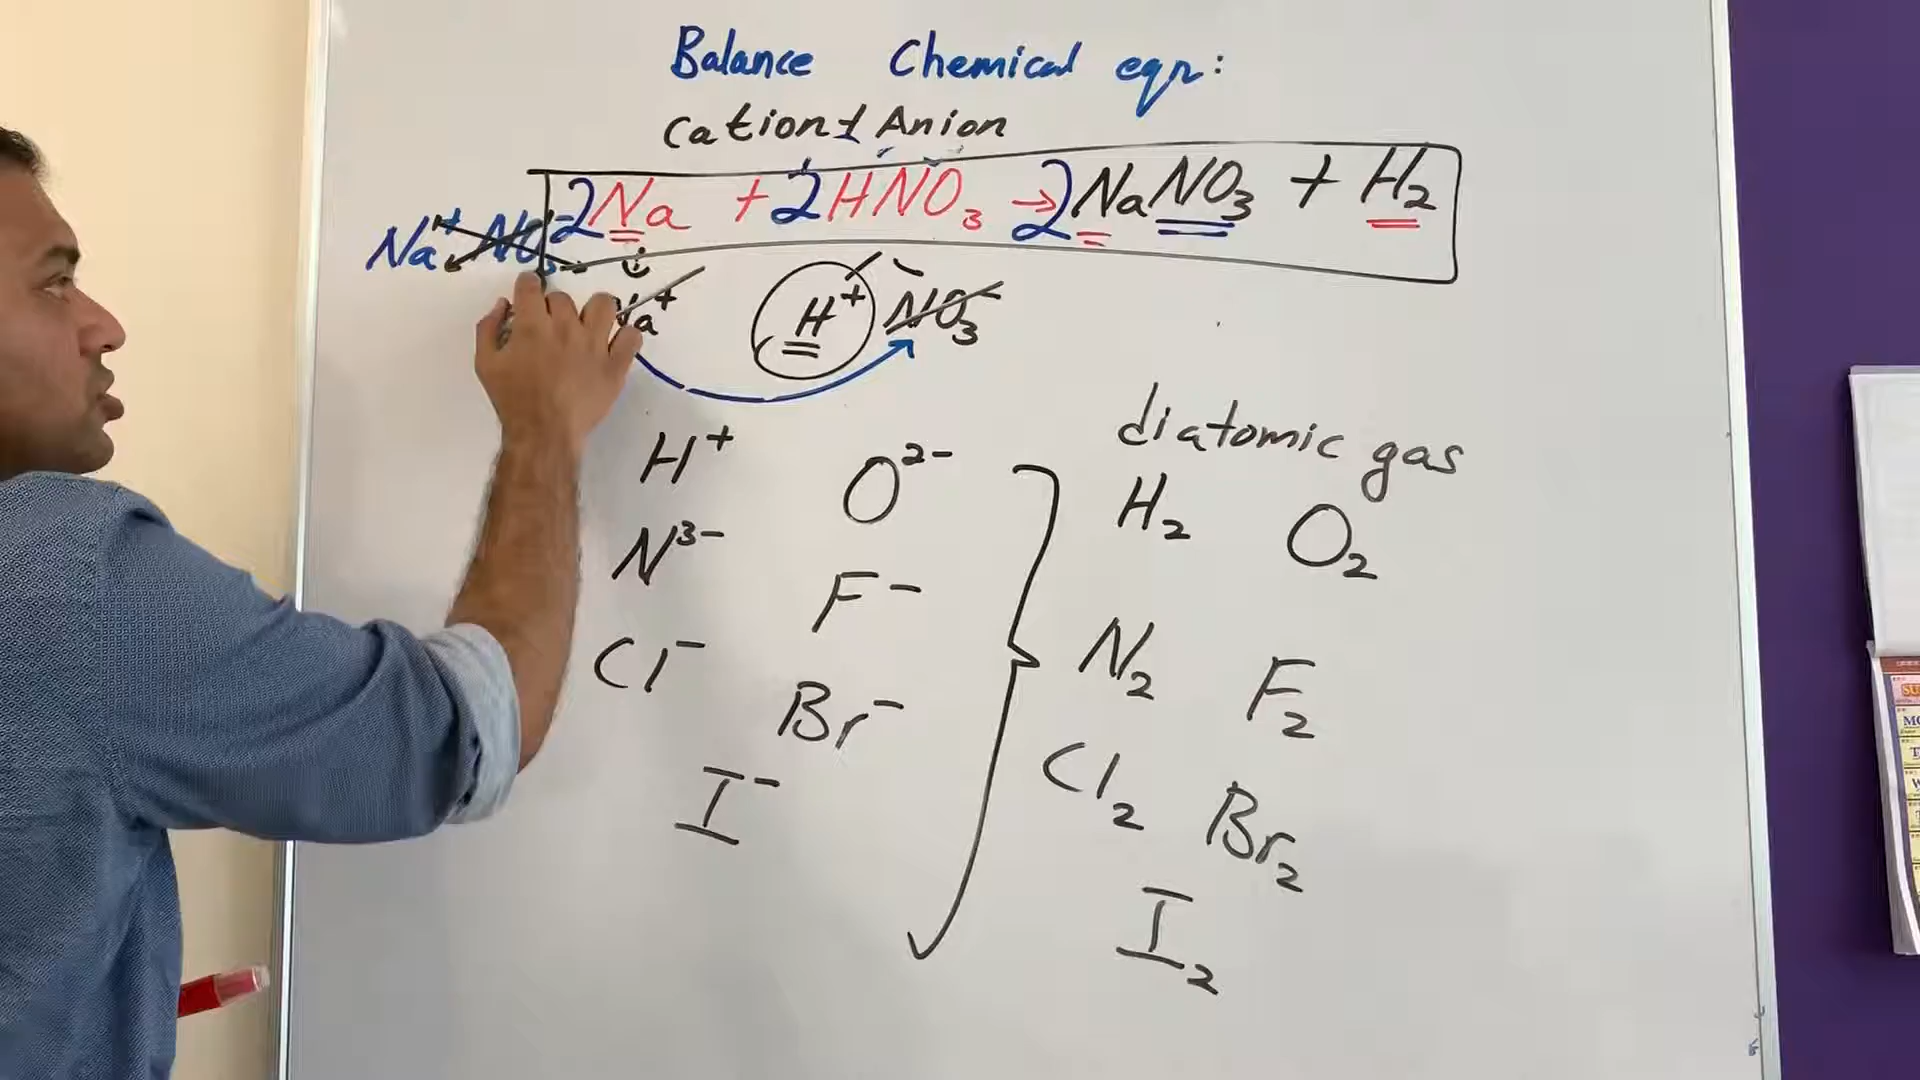 Balance Chemical eqn:
Cation + Anion
2Na + 2HNO₃ → 2NaNO₃ + H₂
Na⁺ NO₃⁻
Na⁺ H⁺ NO₃⁻
diatomic gas
H⁺ O²⁻ H₂ O₂
N³⁻ F⁻ N₂ F₂
Cl⁻ Br⁻ Cl₂ Br₂
I⁻ I₂